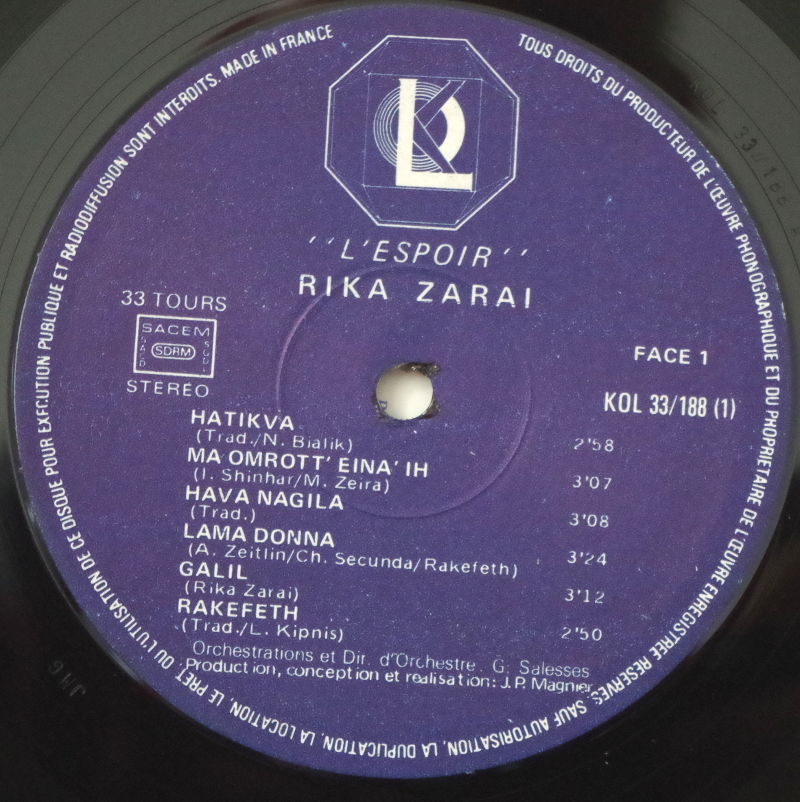 TOUS DROITS DU PRODUCTEUR DE L'ŒUVRE PHONOGRAPHIQUE ET DU PROPRIETAIRE DE L'ŒUVRE ENREGISTREE RESERVES. SAUF AUTORISATION, LA DUPLICATION, LA LOCATION, LE PRET, OU L'UTILISATION DE CE DISQUE POUR EXECUTION PUBLIQUE ET RADIODIFFUSION SONT INTERDITS. MADE IN FRANCE
"L'ESPOIR"
RIKA ZARAI
33 TOURS
SACEM
SACD SDRM SGDL
STEREO
FACE 1
KOL 33/188 (1)
HATIKVA
(Trad./N. Bialik) 2'58
MA OMROTT' EINA' IH
(I. Shinhar/M. Zeira) 3'07
HAVA NAGILA
(Trad.) 3'08
LAMA DONNA
(A. Zeitlin/Ch. Secunda/Rakefeth) 3'24
GALIL
(Rika Zarai) 3'12
RAKEFETH
(Trad./L. Kipnis) 2'50
Orchestrations et Dir. d'Orchestre. G. Salesses
Production, conception et realisation: J.P. Magnier